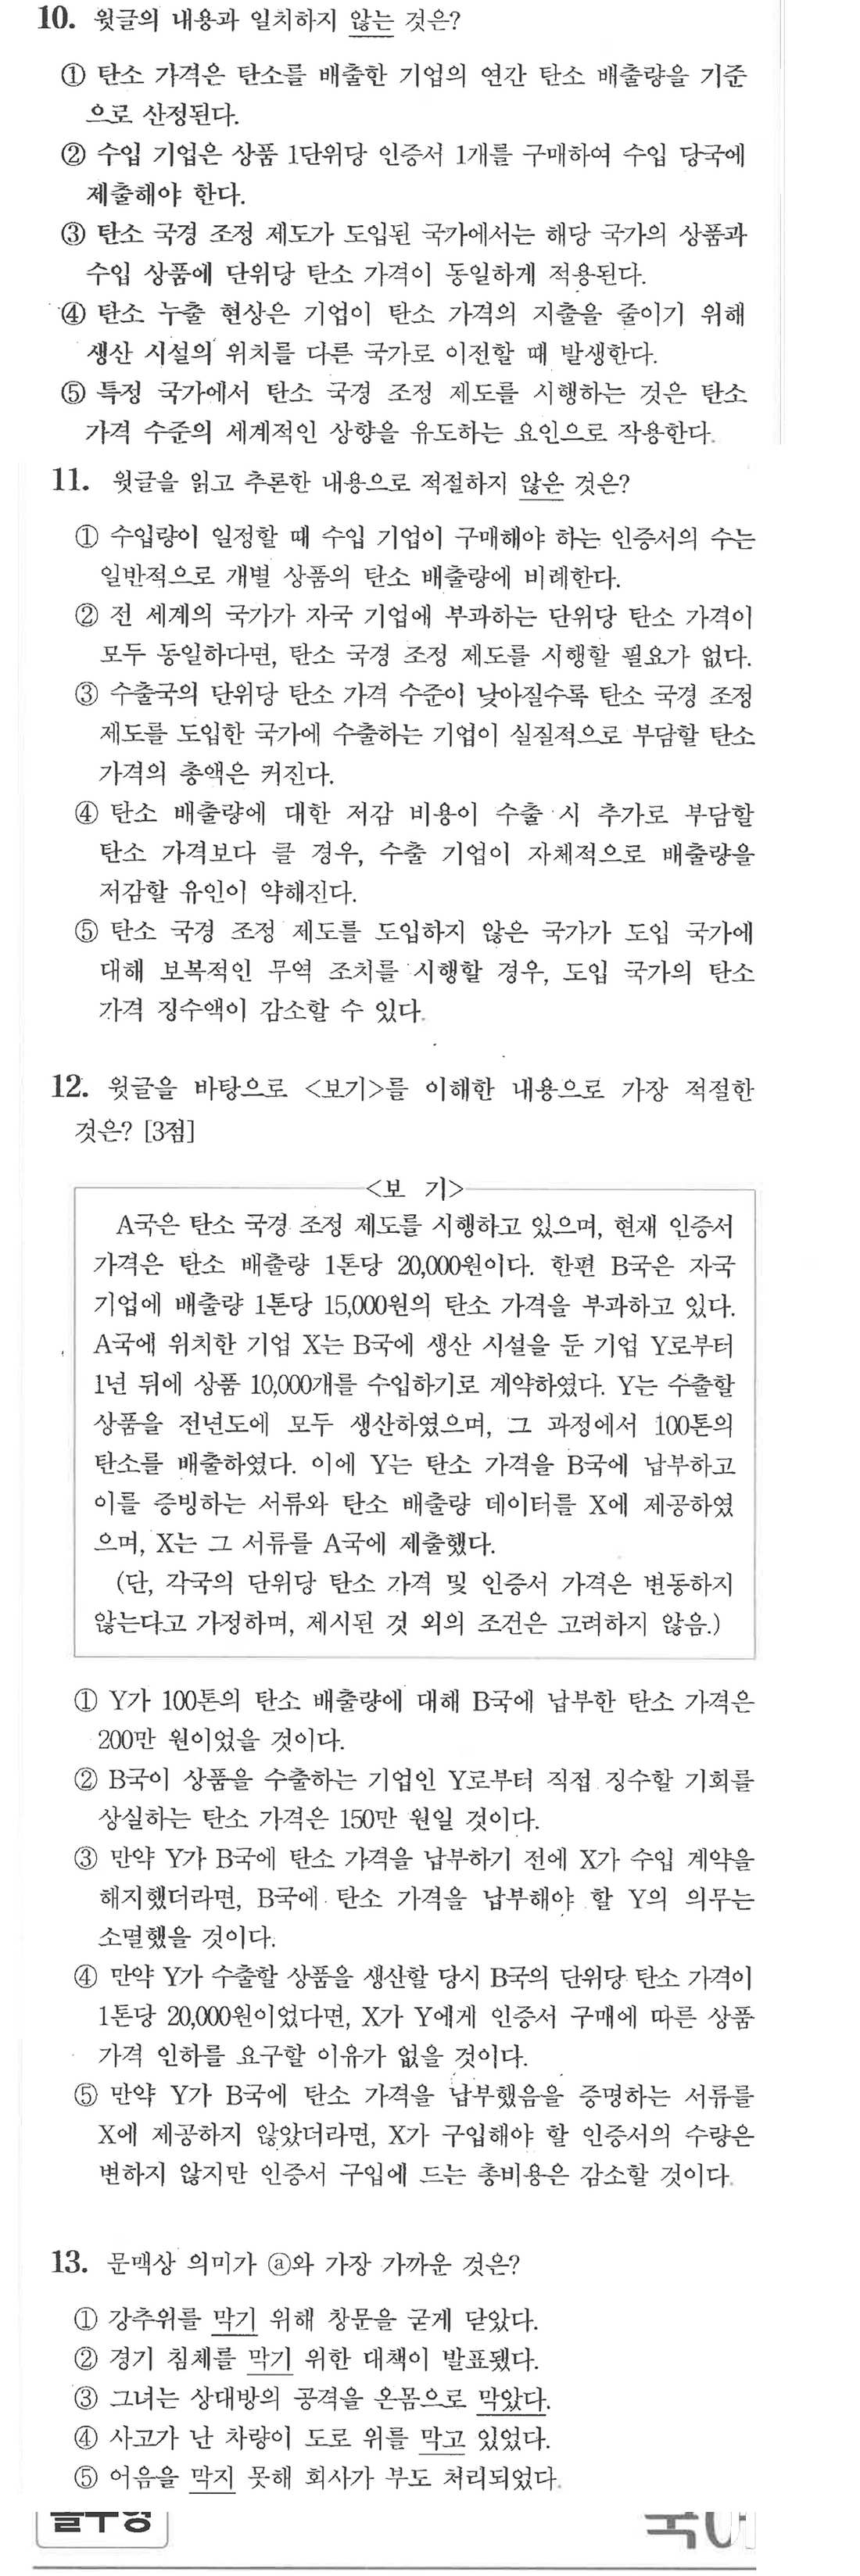 10. 윗글의 내용과 일치하지 않는 것은?
① 탄소 가격은 탄소를 배출한 기업의 연간 탄소 배출량을 기준
으로 산정된다.
② 수입 기업은 상품 1단위당 인증서 1개를 구매하여 수입 당국에
제출해야 한다.
③ 탄소 국경 조정 제도가 도입된 국가에서는 해당 국가의 상품과
수입 상품에 단위당 탄소 가격이 동일하게 적용된다.
④ 탄소 누출 현상은 기업이 탄소 가격의 지출을 줄이기 위해
생산 시설의 위치를 다른 국가로 이전할 때 발생한다.
⑤ 특정 국가에서 탄소 국경 조정 제도를 시행하는 것은 탄소
가격 수준의 세계적인 상향을 유도하는 요인으로 작용한다.
11. 윗글을 읽고 추론한 내용으로 적절하지 않은 것은?
① 수입량이 일정할 때 수입 기업이 구매해야 하는 인증서의 수는
일반적으로 개별 상품의 탄소 배출량에 비례한다.
② 전 세계의 국가가 자국 기업에 부과하는 단위당 탄소 가격이
모두 동일하다면, 탄소 국경 조정 제도를 시행할 필요가 없다.
③ 수출국의 단위당 탄소 가격 수준이 낮아질수록 탄소 국경 조정
제도를 도입한 국가에 수출하는 기업이 실질적으로 부담할 탄소
가격의 총액은 커진다.
④ 탄소 배출량에 대한 저감 비용이 수출 시 추가로 부담할
탄소 가격보다 클 경우, 수출 기업이 자체적으로 배출량을
저감할 유인이 약해진다.
⑤ 탄소 국경 조정 제도를 도입하지 않은 국가가 도입 국가에
대해 보복적인 무역 조치를 시행할 경우, 도입 국가의 탄소
가격 징수액이 감소할 수 있다.
12. 윗글을 바탕으로 <보기>를 이해한 내용으로 가장 적절한
것은? [3점]
<보 기>
A국은 탄소 국경 조정 제도를 시행하고 있으며, 현재 인증서
가격은 탄소 배출량 1톤당 20,000원이다. 한편 B국은 자국
기업에 배출량 1톤당 15,000원의 탄소 가격을 부과하고 있다.
A국에 위치한 기업 X는 B국에 생산 시설을 둔 기업 Y로부터
1년 뒤에 상품 10,000개를 수입하기로 계약하였다. Y는 수출할
상품을 전년도에 모두 생산하였으며, 그 과정에서 100톤의
탄소를 배출하였다. 이에 Y는 탄소 가격을 B국에 납부하고
이를 증빙하는 서류와 탄소 배출량 데이터를 X에 제공하였
으며, X는 그 서류를 A국에 제출했다.
(단, 각국의 단위당 탄소 가격 및 인증서 가격은 변동하지
않는다고 가정하며, 제시된 것 외의 조건은 고려하지 않음.)
① Y가 100톤의 탄소 배출량에 대해 B국에 납부한 탄소 가격은
200만 원이었을 것이다.
② B국이 상품을 수출하는 기업인 Y로부터 직접 징수할 기회를
상실하는 탄소 가격은 150만 원일 것이다.
③ 만약 Y가 B국에 탄소 가격을 납부하기 전에 X가 수입 계약을
해지했더라면, B국에 탄소 가격을 납부해야 할 Y의 의무는
소멸했을 것이다.
④ 만약 Y가 수출할 상품을 생산할 당시 B국의 단위당 탄소 가격이
1톤당 20,000원이었다면, X가 Y에게 인증서 구매에 따른 상품
가격 인하를 요구할 이유가 없을 것이다.
⑤ 만약 Y가 B국에 탄소 가격을 납부했음을 증명하는 서류를
X에 제공하지 않았더라면, X가 구입해야 할 인증서의 수량은
변하지 않지만 인증서 구입에 드는 총비용은 감소할 것이다.
13. 문맥상 의미가 ⓐ와 가장 가까운 것은?
① 강추위를 막기 위해 창문을 굳게 닫았다.
② 경기 침체를 막기 위한 대책이 발표됐다.
③ 그녀는 상대방의 공격을 온몸으로 막았다.
④ 사고가 난 차량이 도로 위를 막고 있었다.
⑤ 어음을 막지 못해 회사가 부도 처리되었다.